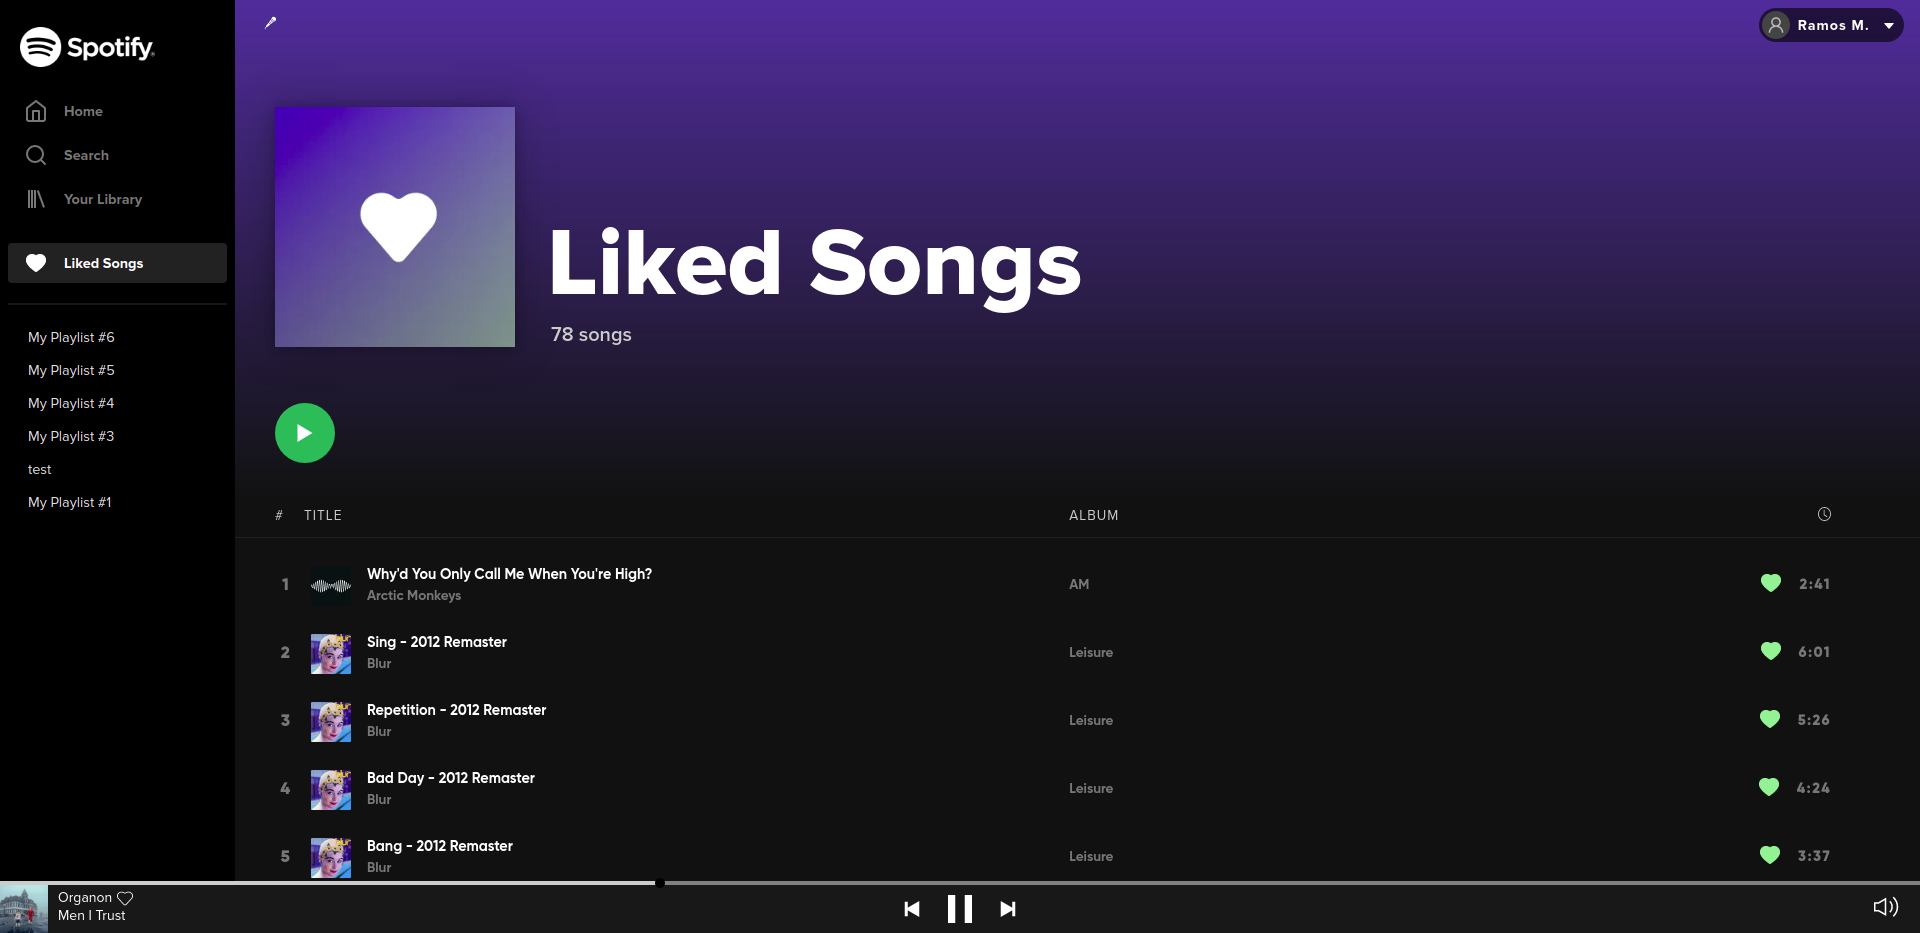 Spotify
Home
Search
Your Library
Liked Songs
My Playlist #6
My Playlist #5
My Playlist #4
My Playlist #3
test
My Playlist #1
Ramos M.
Liked Songs
78 songs
# TITLE ALBUM
1 Why'd You Only Call Me When You're High? AM 2:41
Arctic Monkeys
2 Sing - 2012 Remaster Leisure 6:01
Blur
3 Repetition - 2012 Remaster Leisure 5:26
Blur
4 Bad Day - 2012 Remaster Leisure 4:24
Blur
5 Bang - 2012 Remaster Leisure 3:37
Blur
Organon
Men I Trust